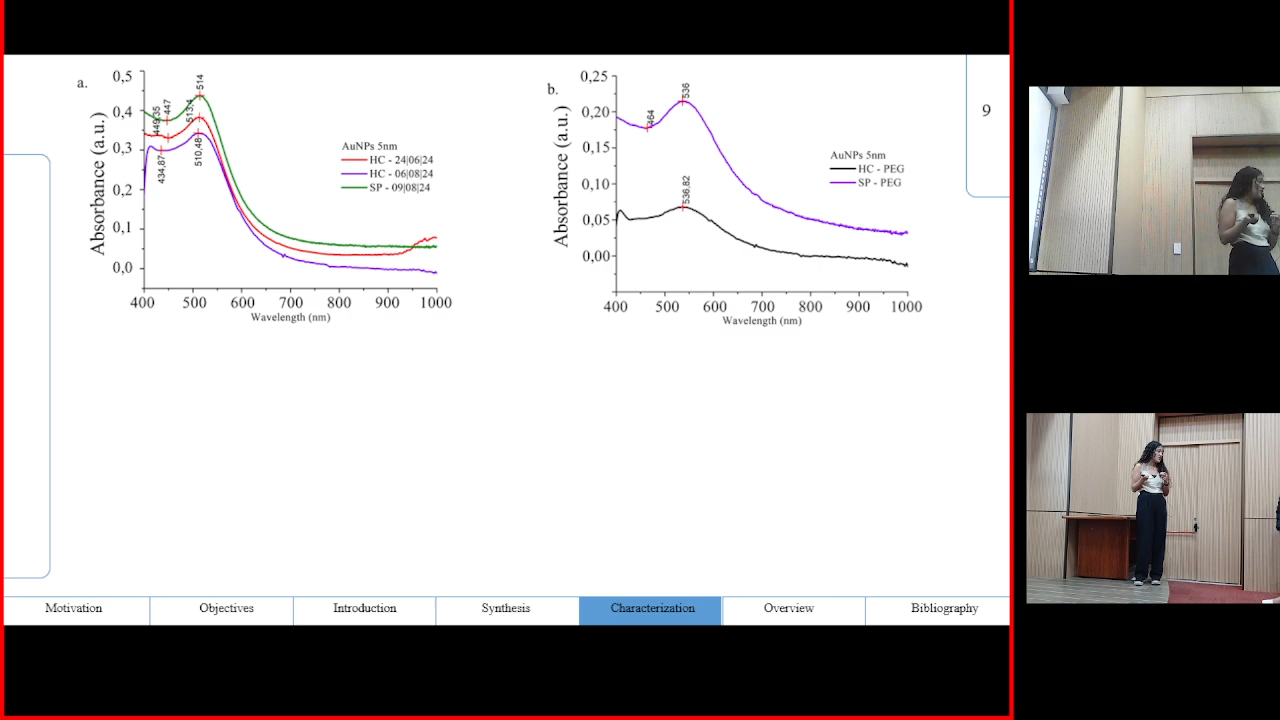 a.
0,5
0,4
0,3
0,2
0,1
0,0
Absorbance (a.u.)
449,35
447
513,4
514
434,87
510,48
AuNPs 5nm
HC - 24|06|24
HC - 06|08|24
SP - 09|08|24
400 500 600 700 800 900 1000
Wavelength (nm)
b.
0,25
0,20
0,15
0,10
0,05
0,00
Absorbance (a.u.)
464
536
536.82
AuNPs 5nm
HC - PEG
SP - PEG
400 500 600 700 800 900 1000
Wavelength (nm)
9
Motivation Objectives Introduction Synthesis Characterization Overview Bibliography